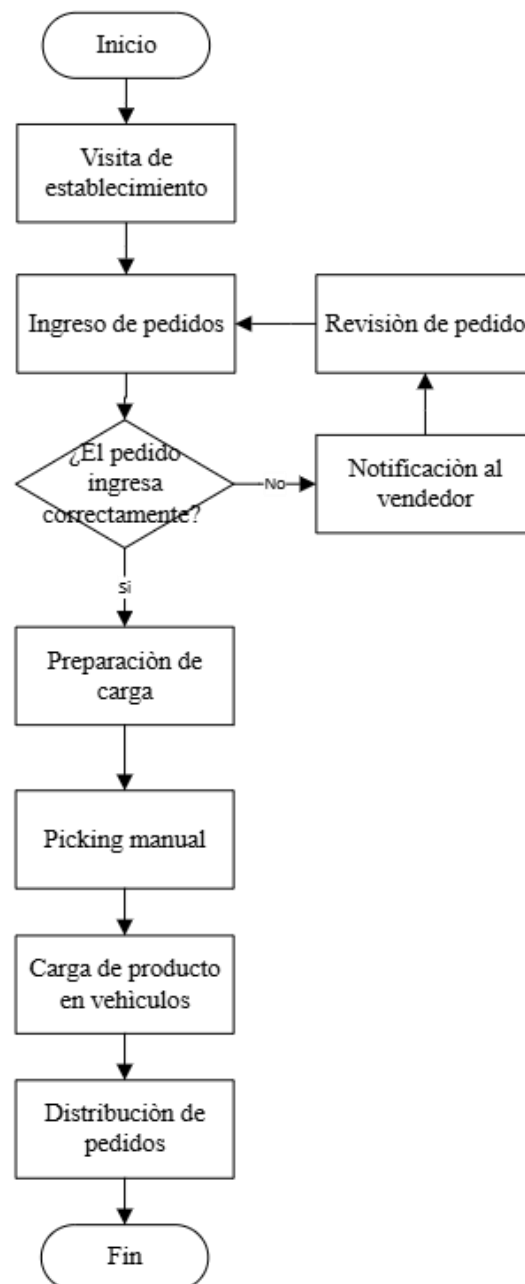 Inicio
Visita de
establecimiento
Ingreso de pedidos
Revisiòn de pedido
¿El pedido
ingresa
correctamente?
No
Notificaciòn al
vendedor
Si
Preparaciòn de
carga
Picking manual
Carga de producto
en vehìculos
Distribuciòn de
pedidos
Fin